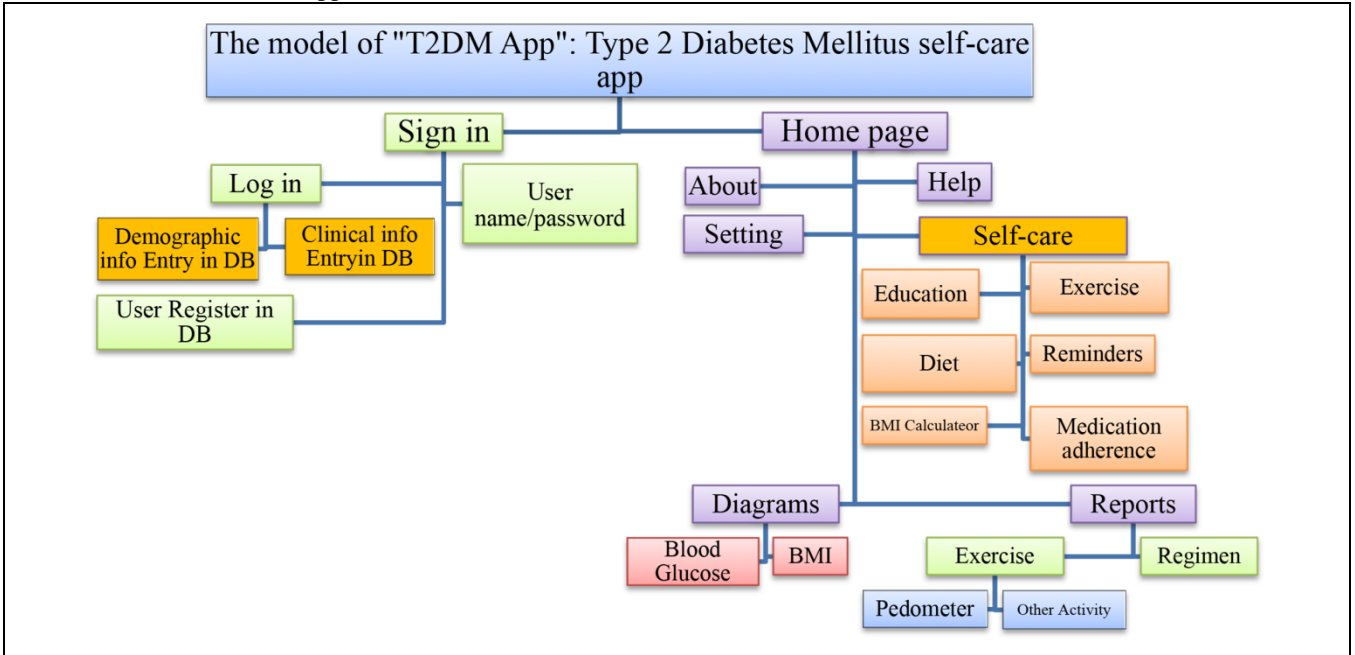 The model of "T2DM App": Type 2 Diabetes Mellitus self-care
app
Sign in
Home page
Log in
User
name/password
About
Help
Demographic
info Entry in DB
Clinical info
Entryin DB
Setting
Self-care
User Register in
DB
Education
Exercise
Diet
Reminders
BMI Calculateor
Medication
adherence
Diagrams
Reports
Blood
Glucose
BMI
Exercise
Regimen
Pedometer
Other Activity